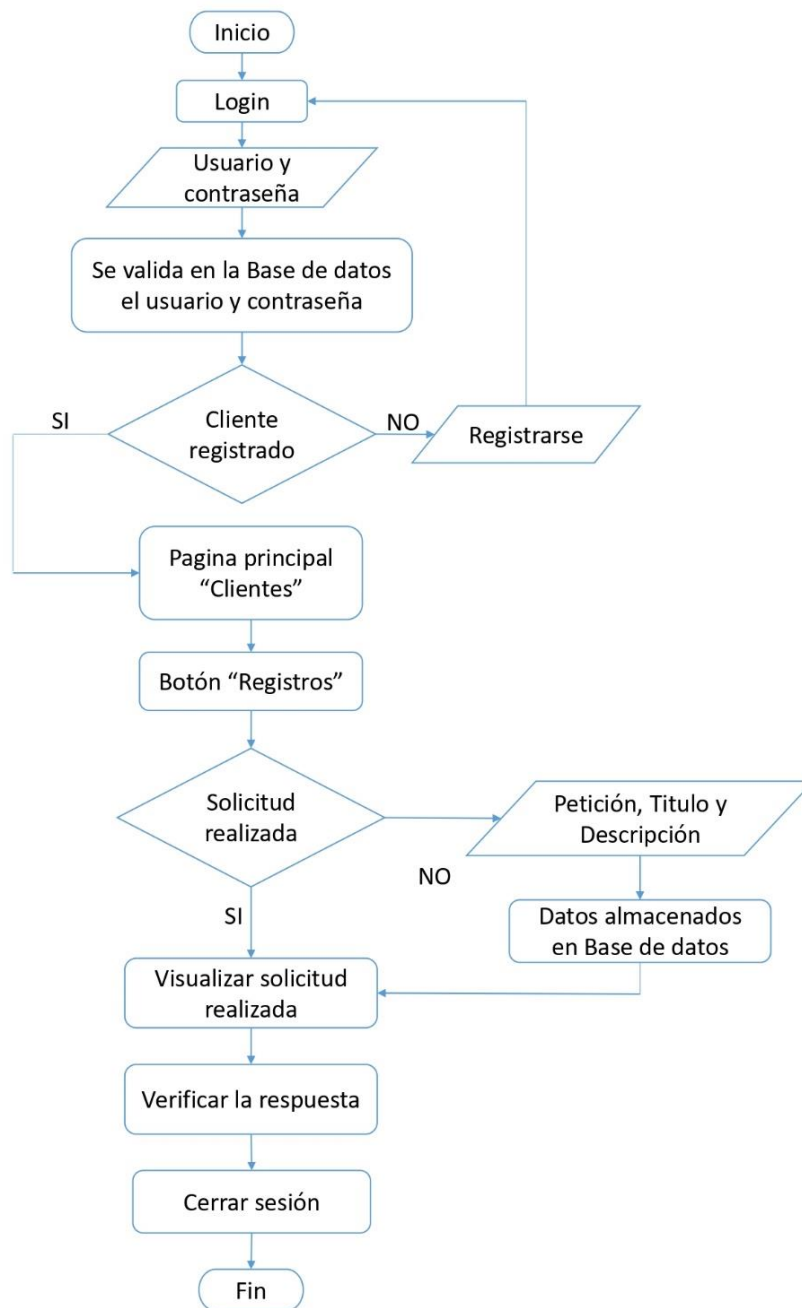 Inicio
Login
Usuario y
contraseña
Se valida en la Base de datos
el usuario y contraseña
SI
Cliente
registrado
NO
Registrarse
Pagina principal
“Clientes”
Botón “Registros”
Solicitud
realizada
Petición, Titulo y
Descripción
NO
SI
Datos almacenados
en Base de datos
Visualizar solicitud
realizada
Verificar la respuesta
Cerrar sesión
Fin